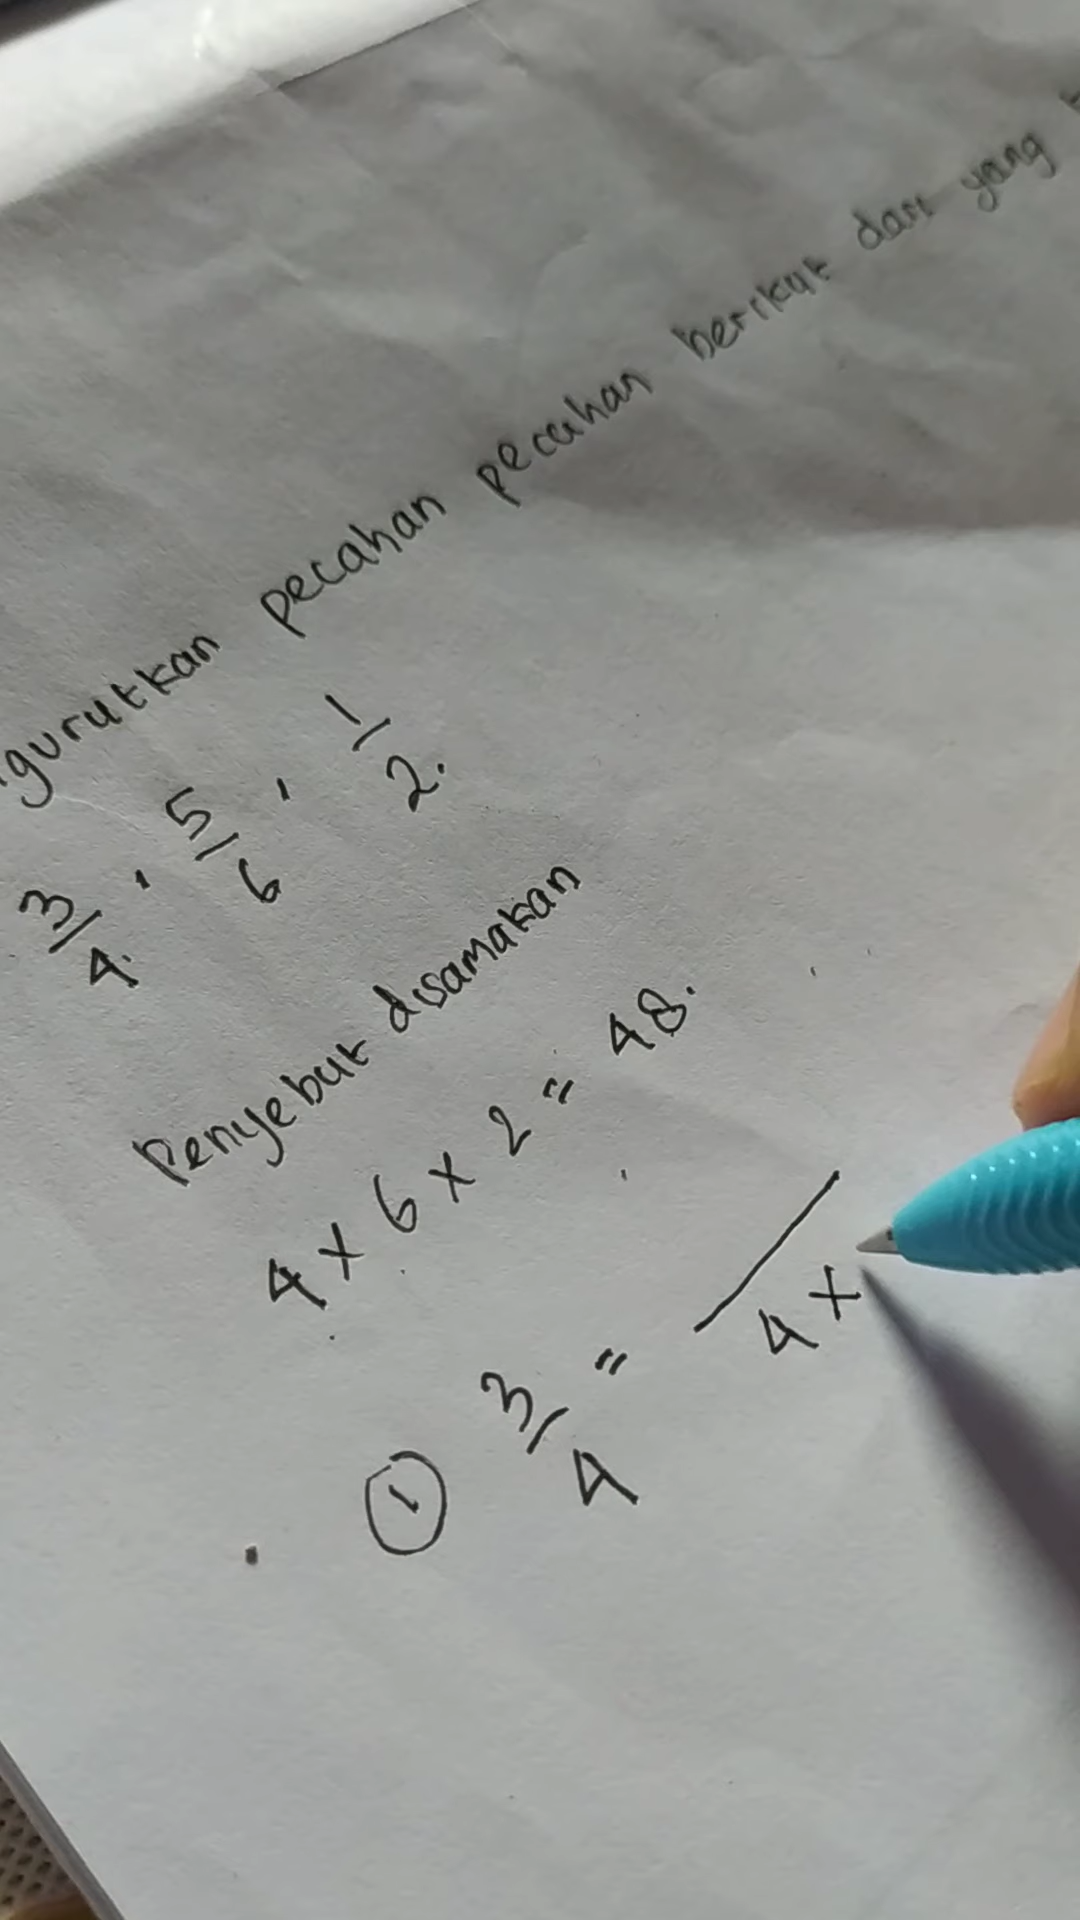 gurutkan pecahan pecahan berikut dari yang
3/4 , 5/6 , 1/2.
Penyebut disamakan
4 x 6 x 2 = 48.
① 3/4 = /4 x